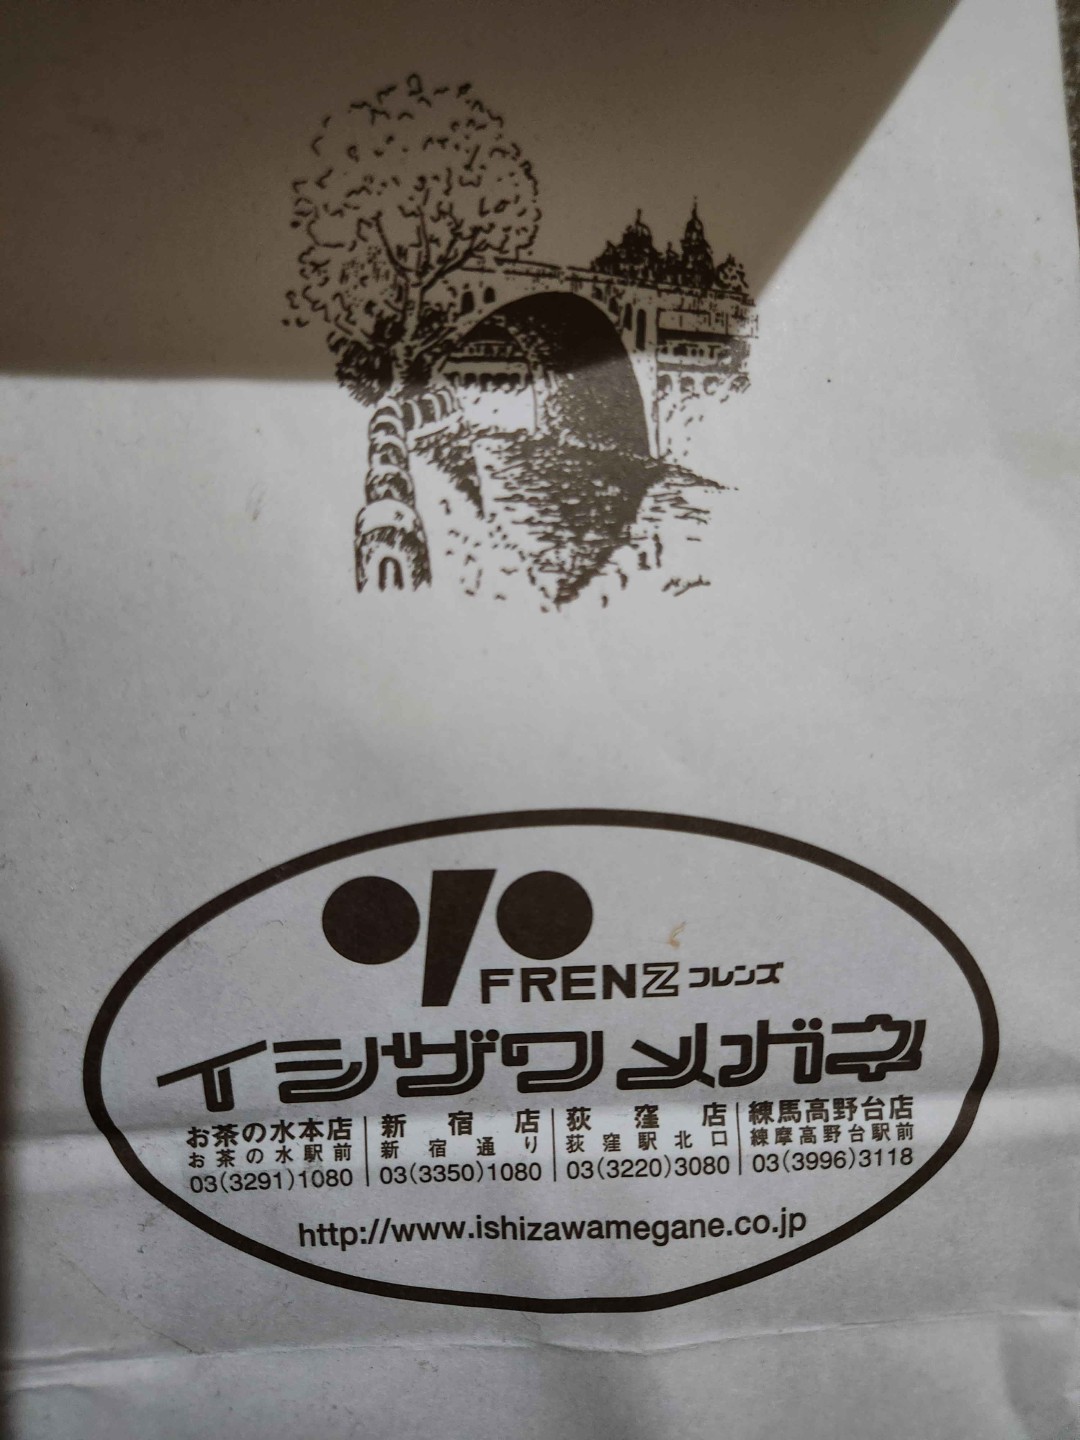 FRENZ フレンズ
イシザワメガネ
お茶の水本店
お茶の水駅前
03(3291)1080
新宿店
新宿通り
03(3350)1080
荻窪店
荻窪駅北口
03(3220)3080
練馬高野台店
練摩高野台駅前
03(3996)3118
http://www.ishizawamegane.co.jp